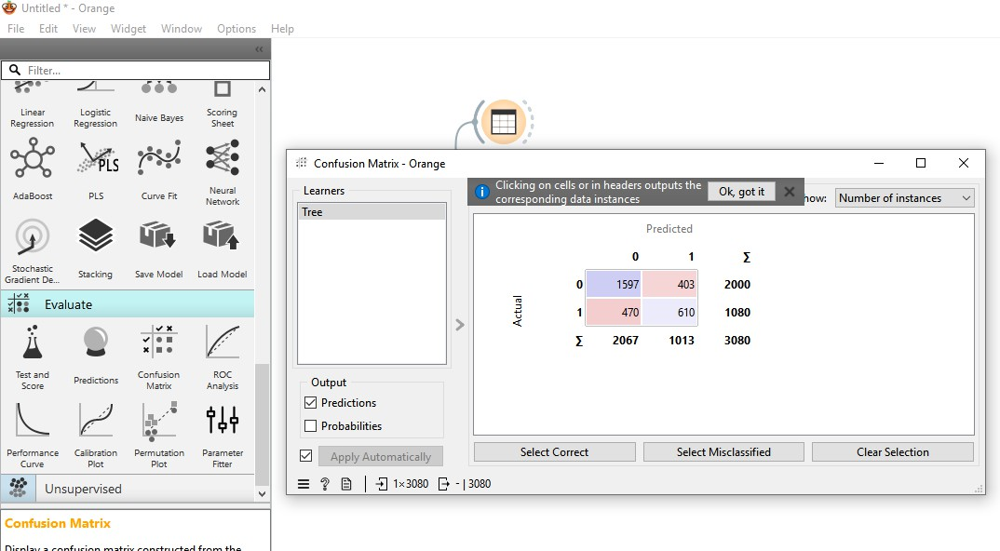 Untitled * - Orange
File Edit View Widget Window Options Help
«
Filter...
Linear Regression
Logistic Regression
Naive Bayes
Scoring Sheet
AdaBoost
PLS
PLS
Curve Fit
Neural Network
Stochastic Gradient De...
Stacking
Save Model
Load Model
Evaluate
Test and Score
Predictions
Confusion Matrix
ROC Analysis
Performance Curve
Calibration Plot
Permutation Plot
Parameter Fitter
Unsupervised
Confusion Matrix
Display a confusion matrix constructed from the
Confusion Matrix - Orange
Learners
Tree
Output
Predictions
Probabilities
Apply Automatically
1×3080 - | 3080
Clicking on cells or in headers outputs the
corresponding data instances
Ok, got it
how: Number of instances
Predicted
0 1 Σ
Actual
0 1597 403 2000
1 470 610 1080
Σ 2067 1013 3080
Select Correct Select Misclassified Clear Selection